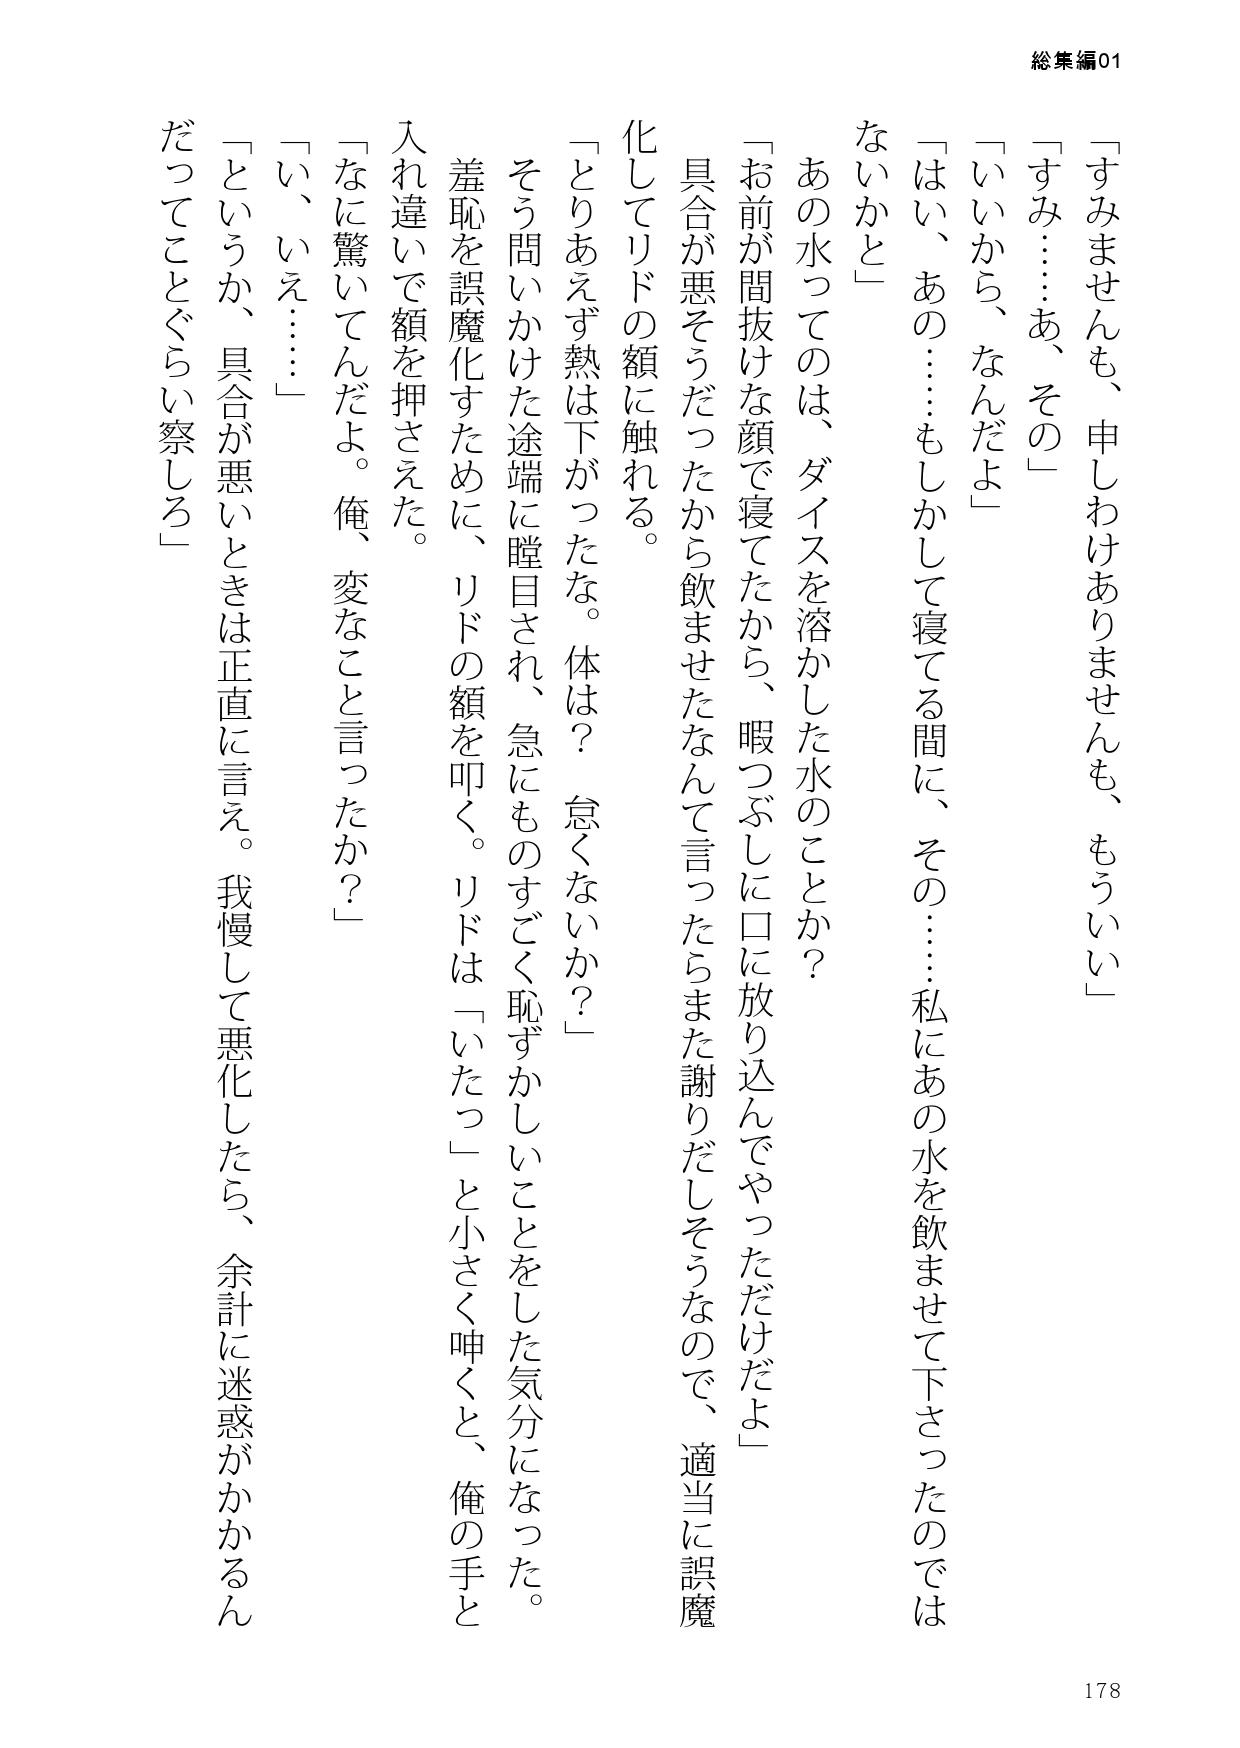 総集編01
「すみませんも、申しわけありませんも、もういい」
「すみ……あ、その」
「いいから、なんだよ」
「はい、あの……もしかして寝てる間に、その……私にあの水を飲ませて下さったのでは
ないかと」
あの水ってのは、ダイスを溶かした水のことか？
「お前が間抜けな顔で寝てたから、暇つぶしに口に放り込んでやっただけだよ」
具合が悪そうだったから飲ませたなんて言ったらまた謝りだしそうなので、適当に誤魔
化してリドの額に触れる。
「とりあえず熱は下がったな。体は？　怠くないか？」
そう問いかけた途端に瞠目され、急にものすごく恥ずかしいことをした気分になった。
羞恥を誤魔化すために、リドの額を叩く。リドは「いたっ」と小さく呻くと、俺の手と
入れ違いで額を押さえた。
「なに驚いてんだよ。俺、変なこと言ったか？」
「い、いえ……」
「というか、具合が悪いときは正直に言え。我慢して悪化したら、余計に迷惑がかかるん
だってことぐらい察しろ」
178